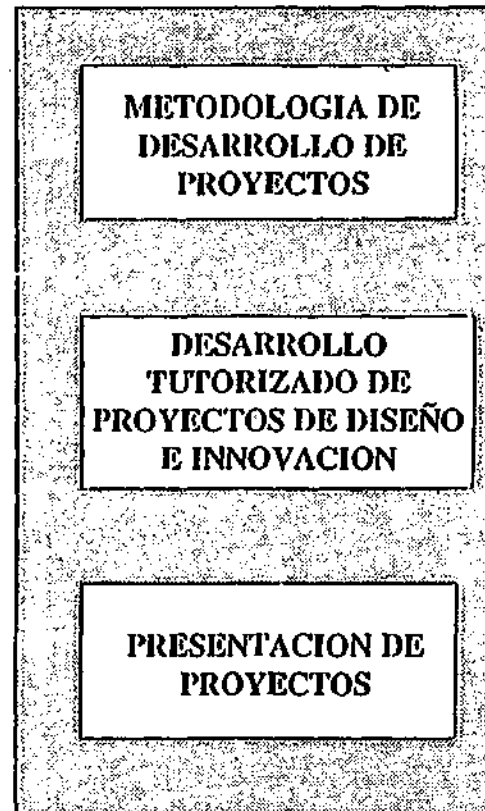 METODOLOGIA DE
DESARROLLO DE
PROYECTOS
DESARROLLO
TUTORIZADO DE
PROYECTOS DE DISEÑO
E INNOVACION
PRESENTACION DE
PROYECTOS